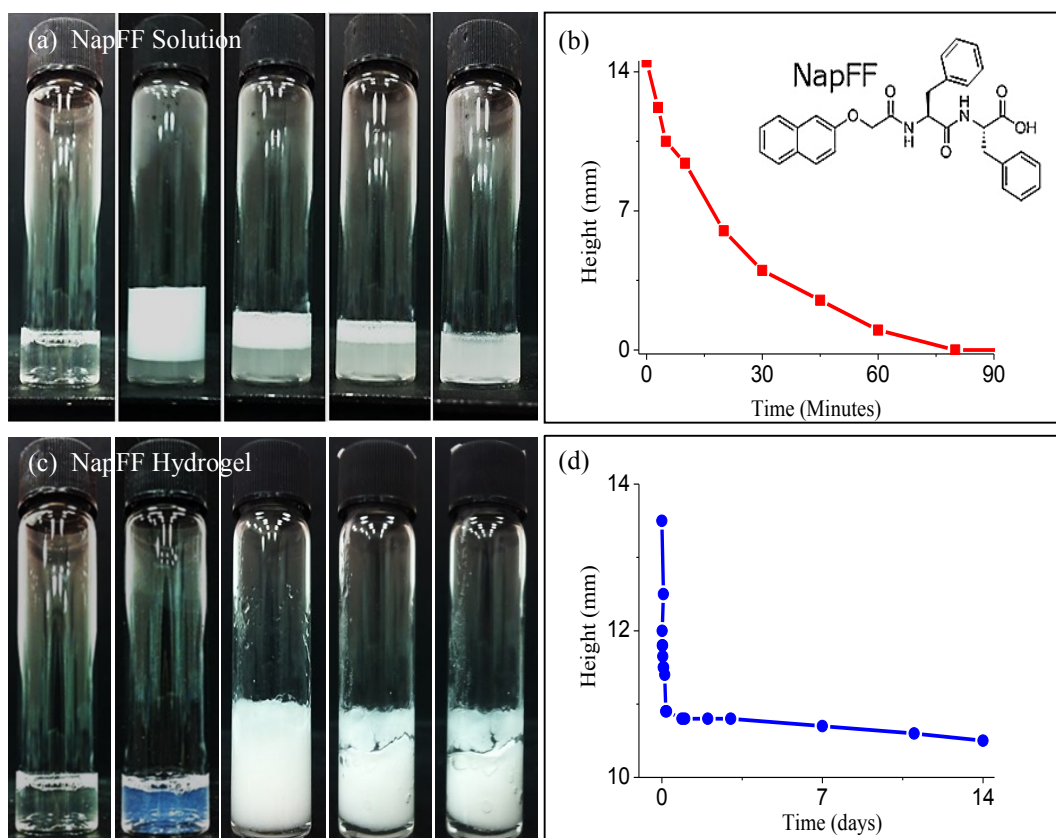 (a) NapFF Solution
(b)
NapFF
O
O
N
H
O
H
N
O
OH
14
7
0
Height (mm)
0
30
60
90
Time (Minutes)
(c) NapFF Hydrogel
(d)
14
12
10
Height (mm)
0
7
14
Time (days)